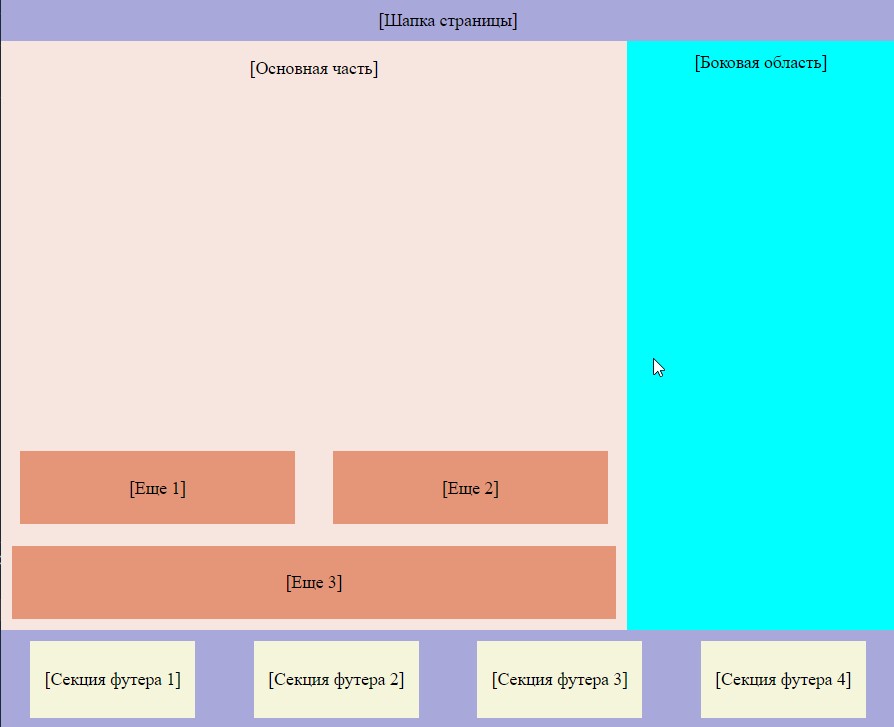 [Шапка страницы]
[Основная часть]
[Боковая область]
[Еще 1]
[Еще 2]
[Еще 3]
[Секция футера 1]
[Секция футера 2]
[Секция футера 3]
[Секция футера 4]